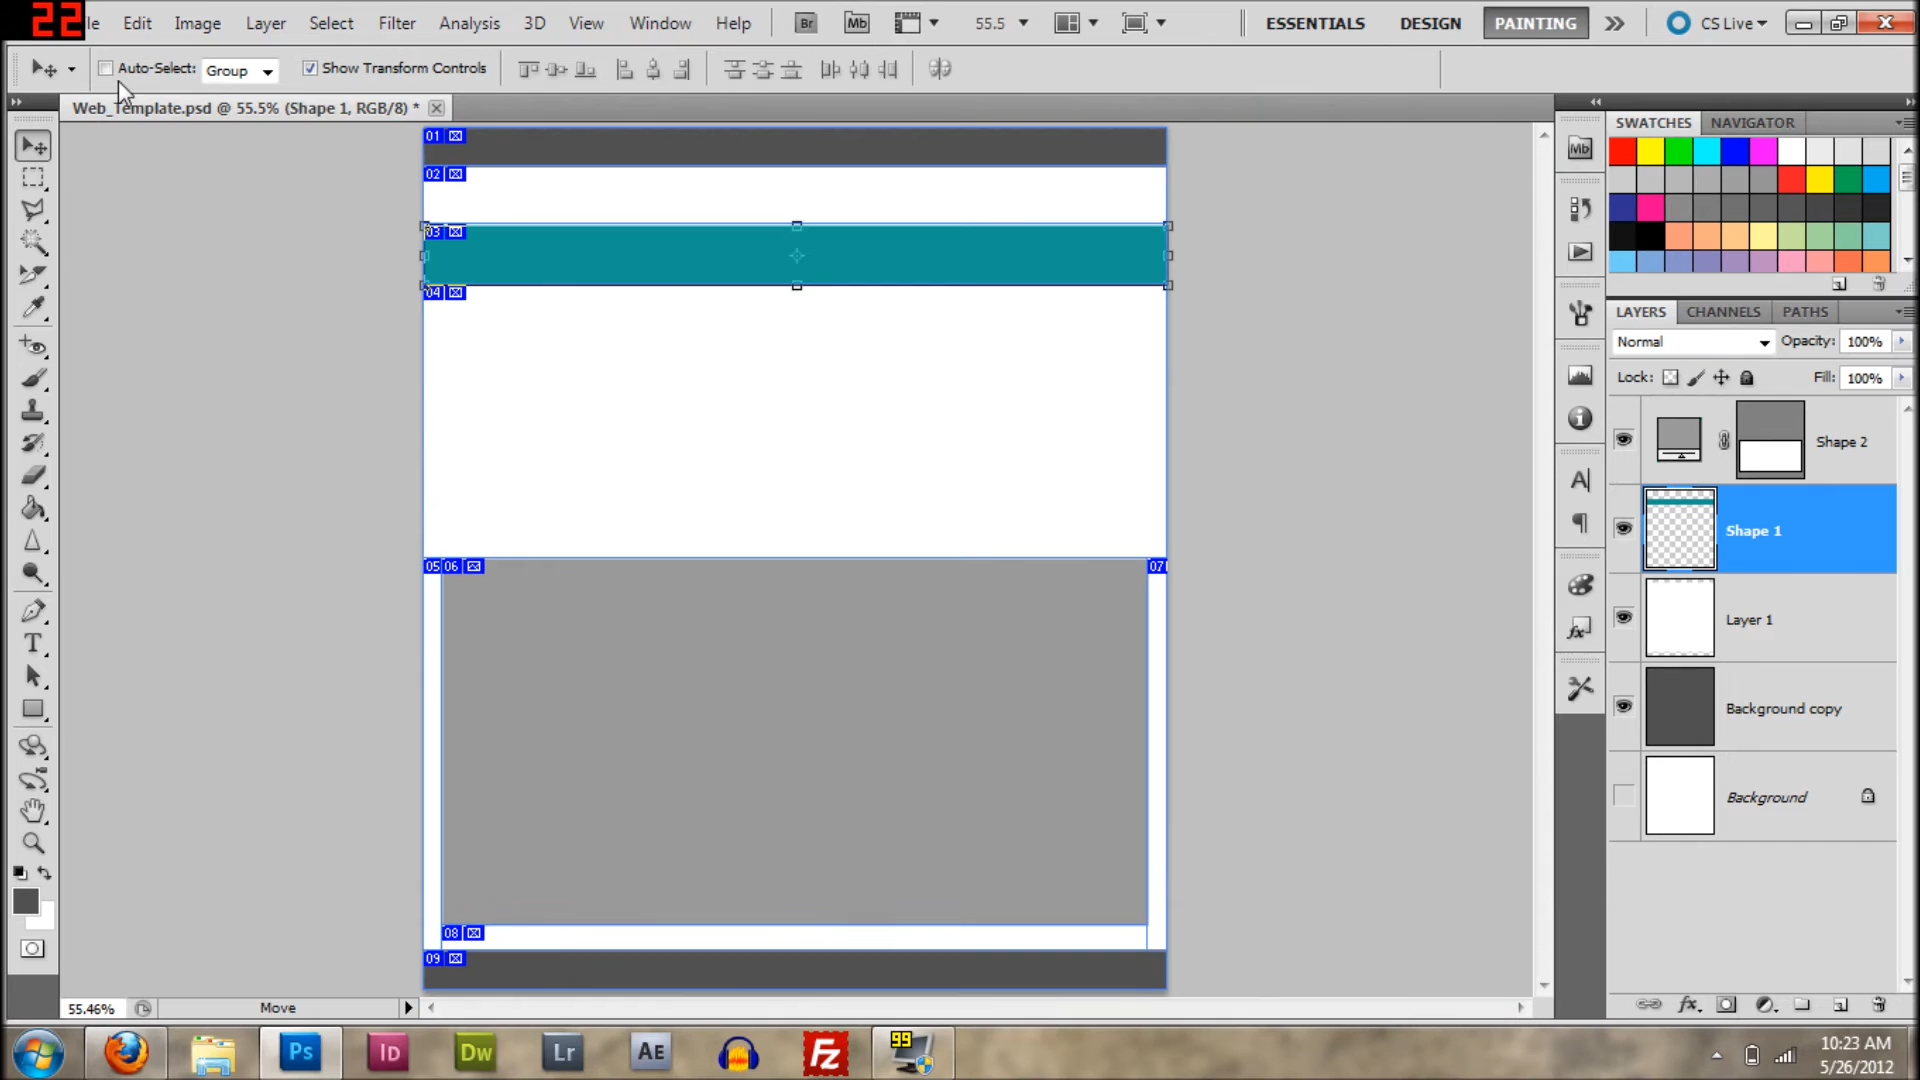 22 le Edit Image Layer Select Filter Analysis 3D View Window Help Br Mb 55.5 ESSENTIALS DESIGN PAINTING CS Live
Auto-Select: Group Show Transform Controls
Web_Template.psd @ 55.5% (Shape 1, RGB/8) *
01
02
03
04
05 06 07
08
09
SWATCHES NAVIGATOR
Mb
LAYERS CHANNELS PATHS
Normal Opacity: 100%
Lock: Fill: 100%
Shape 2
Shape 1
Layer 1
Background copy
Background
55.46% Move
Ps Id Dw Lr AE Fz 99
10:23 AM
5/26/2012